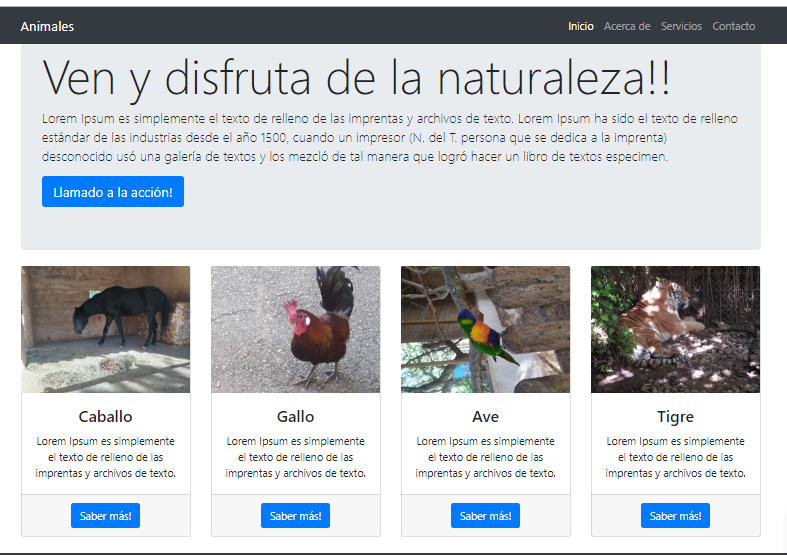 Animales
Inicio Acerca de Servicios Contacto
Ven y disfruta de la naturaleza!!
Lorem Ipsum es simplemente el texto de relleno de las imprentas y archivos de texto. Lorem Ipsum ha sido el texto de relleno
estándar de las industrias desde el año 1500, cuando un impresor (N. del T. persona que se dedica a la imprenta)
desconocido usó una galería de textos y los mezcló de tal manera que logró hacer un libro de textos especimen.
Llamado a la acción!
Caballo
Lorem Ipsum es simplemente
el texto de relleno de las
imprentas y archivos de texto.
Saber más!
Gallo
Lorem Ipsum es simplemente
el texto de relleno de las
imprentas y archivos de texto.
Saber más!
Ave
Lorem Ipsum es simplemente
el texto de relleno de las
imprentas y archivos de texto.
Saber más!
Tigre
Lorem Ipsum es simplemente
el texto de relleno de las
imprentas y archivos de texto.
Saber más!